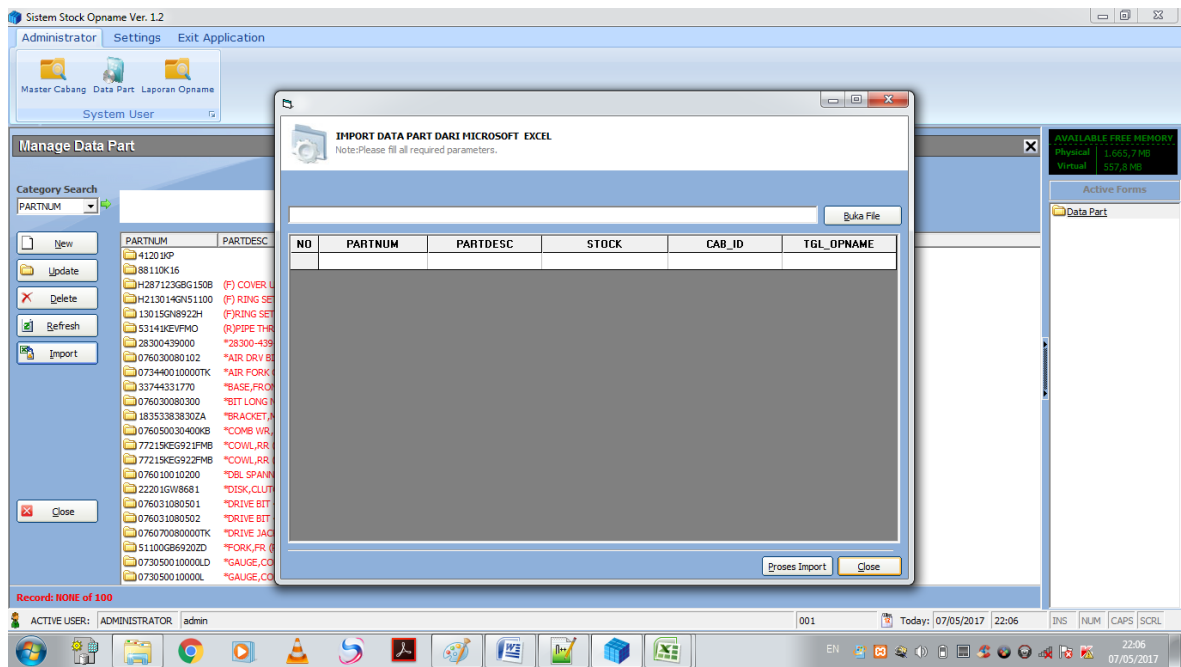 Sistem Stock Opname Ver. 1.2
Administrator Settings Exit Application
Master Cabang Data Part Laporan Opname
System User
Manage Data Part
Category Search
PARTNUM
New
Update
Delete
Refresh
Import
Close
PARTNUM PARTDESC
41201KP
88110K16
H287123GBG150B (F) COVER L
H213014GN51100 (F) RING SET
13015GN8922H (F)RING SET
53141KEVFMO (R)PIPE THR
28300439000 *28300-439
076030080102 *AIR DRV BI
073440010000TK *AIR FORK
33744331770 *BASE,FRON
076030080300 *BIT LONG
18353383830ZA *BRACKET,M
076050030400KB *COMB WR,
77215KEG921FMB *COWL,RR
77215KEG922FMB *COWL,RR
076010010200 *DBL SPANN
22201GW8681 *DISK,CLUT
076031080501 *DRIVE BIT
076031080502 *DRIVE BIT
076070080000TK *DRIVE JAC
51100GB6920ZD *FORK,FR (
073050010000LD *GAUGE,CO
073050010000L *GAUGE,CO
Record: NONE of 100
IMPORT DATA PART DARI MICROSOFT EXCEL
Note:Please fill all required parameters.
Buka File
NO PARTNUM PARTDESC STOCK CAB_ID TGL_OPNAME
Proses Import Close
AVAILABLE FREE MEMORY
Physical 1.665,7 MB
Virtual 557,8 MB
Active Forms
Data Part
ACTIVE USER: ADMINISTRATOR admin 001 Today: 07/05/2017 22:06 INS NUM CAPS SCRL
EN 22:06
07/05/2017